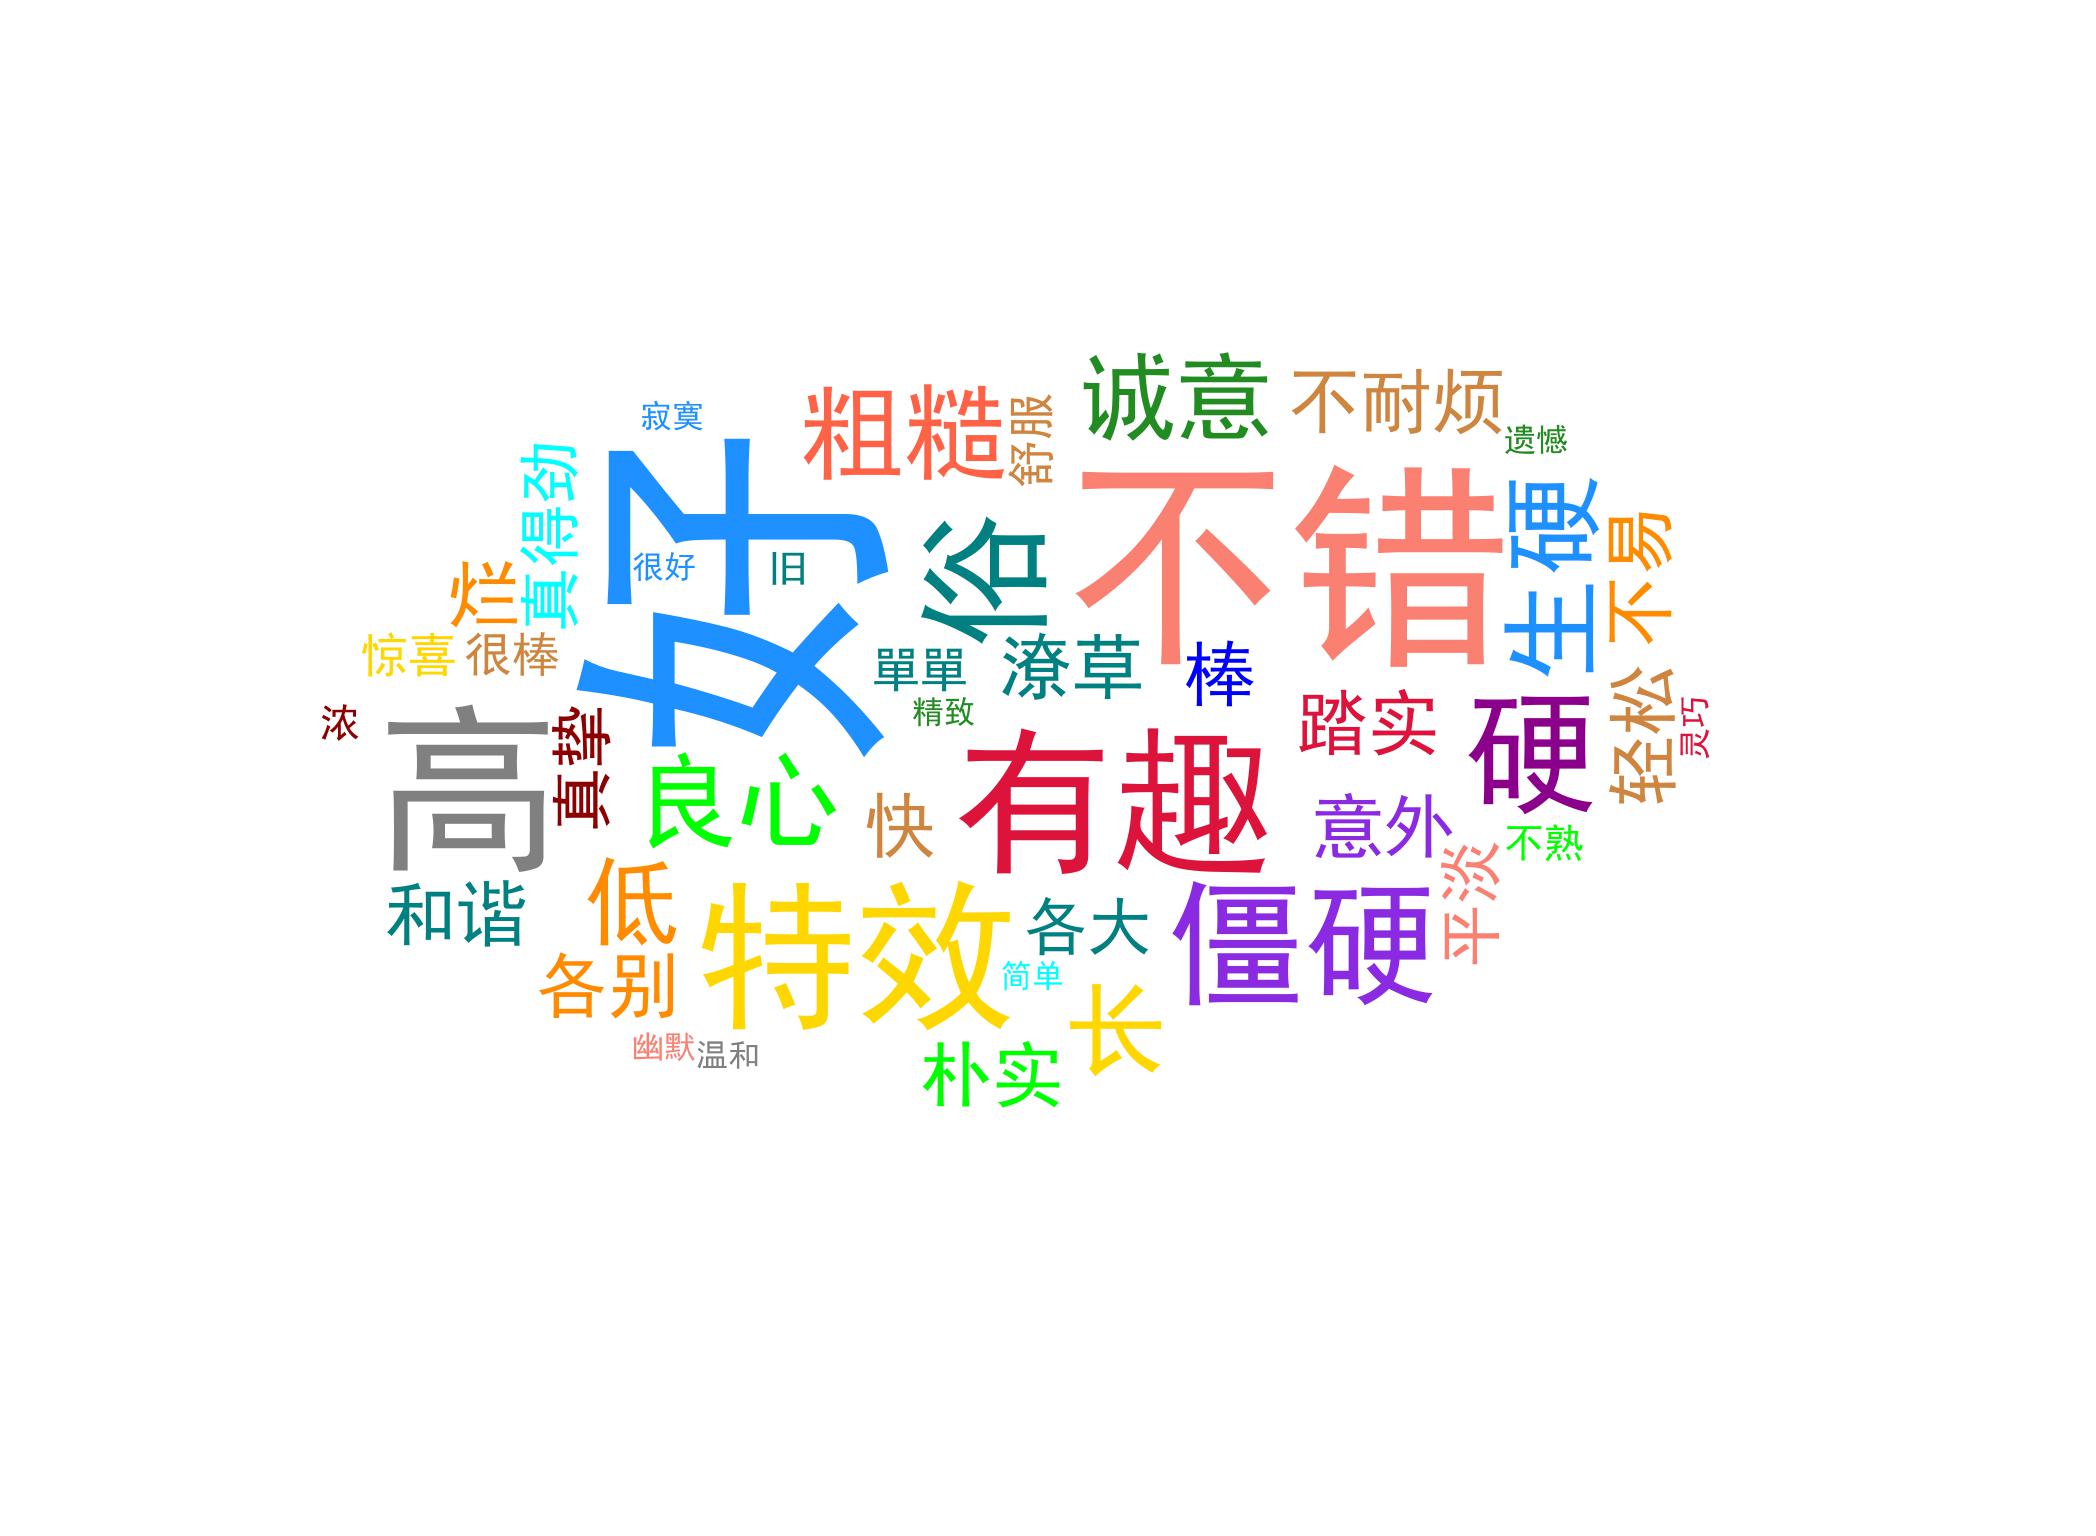 诚意
不耐烦
粗糙
舒服
寂寞
遗憾
好
不错
真得劲
生硬
俗
不易
很好
旧
烂
惊喜
很棒
單單
潦草
棒
精致
踏实
硬
轻松
灵巧
浓
高
真挚
良心
快
有趣
意外
不熟
平淡
和谐
低
特效
各大
僵硬
各别
简单
长
幽默
温和
朴实